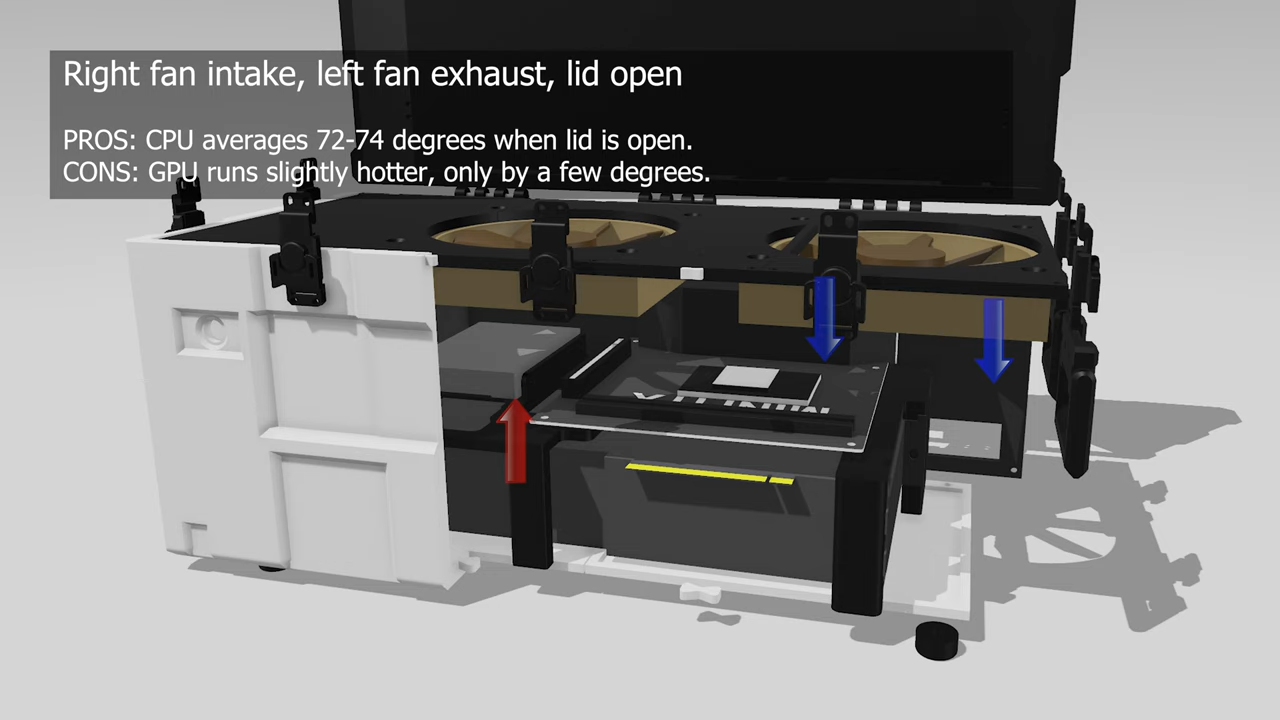 Right fan intake, left fan exhaust, lid open
PROS: CPU averages 72-74 degrees when lid is open.
CONS: GPU runs slightly hotter, only by a few degrees.